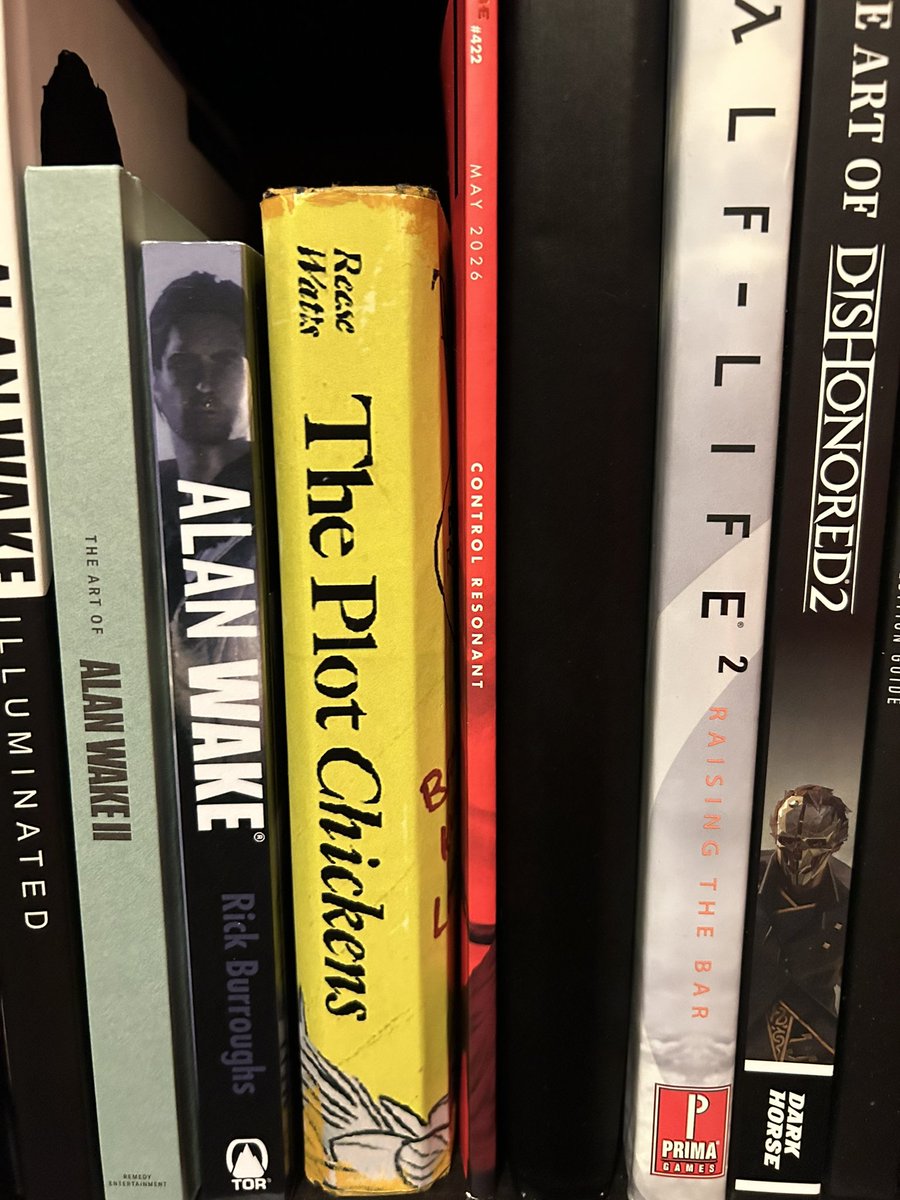 ALAN WAKE ILLUMINATED
THE ART OF ALAN WAKE II
REMEDY
ENTERTAINMENT
ALAN WAKE®
Rick Burroughs
TOR®
Reese
Watts
The Plot Chickens
#422
MAY 2026
CONTROL RESONANT
λ LF-LIFE® 2 RAISING THE BAR
PRIMA®
GAMES
E ART OF DISHONORED® 2
DARK
HORSE
GUIDE